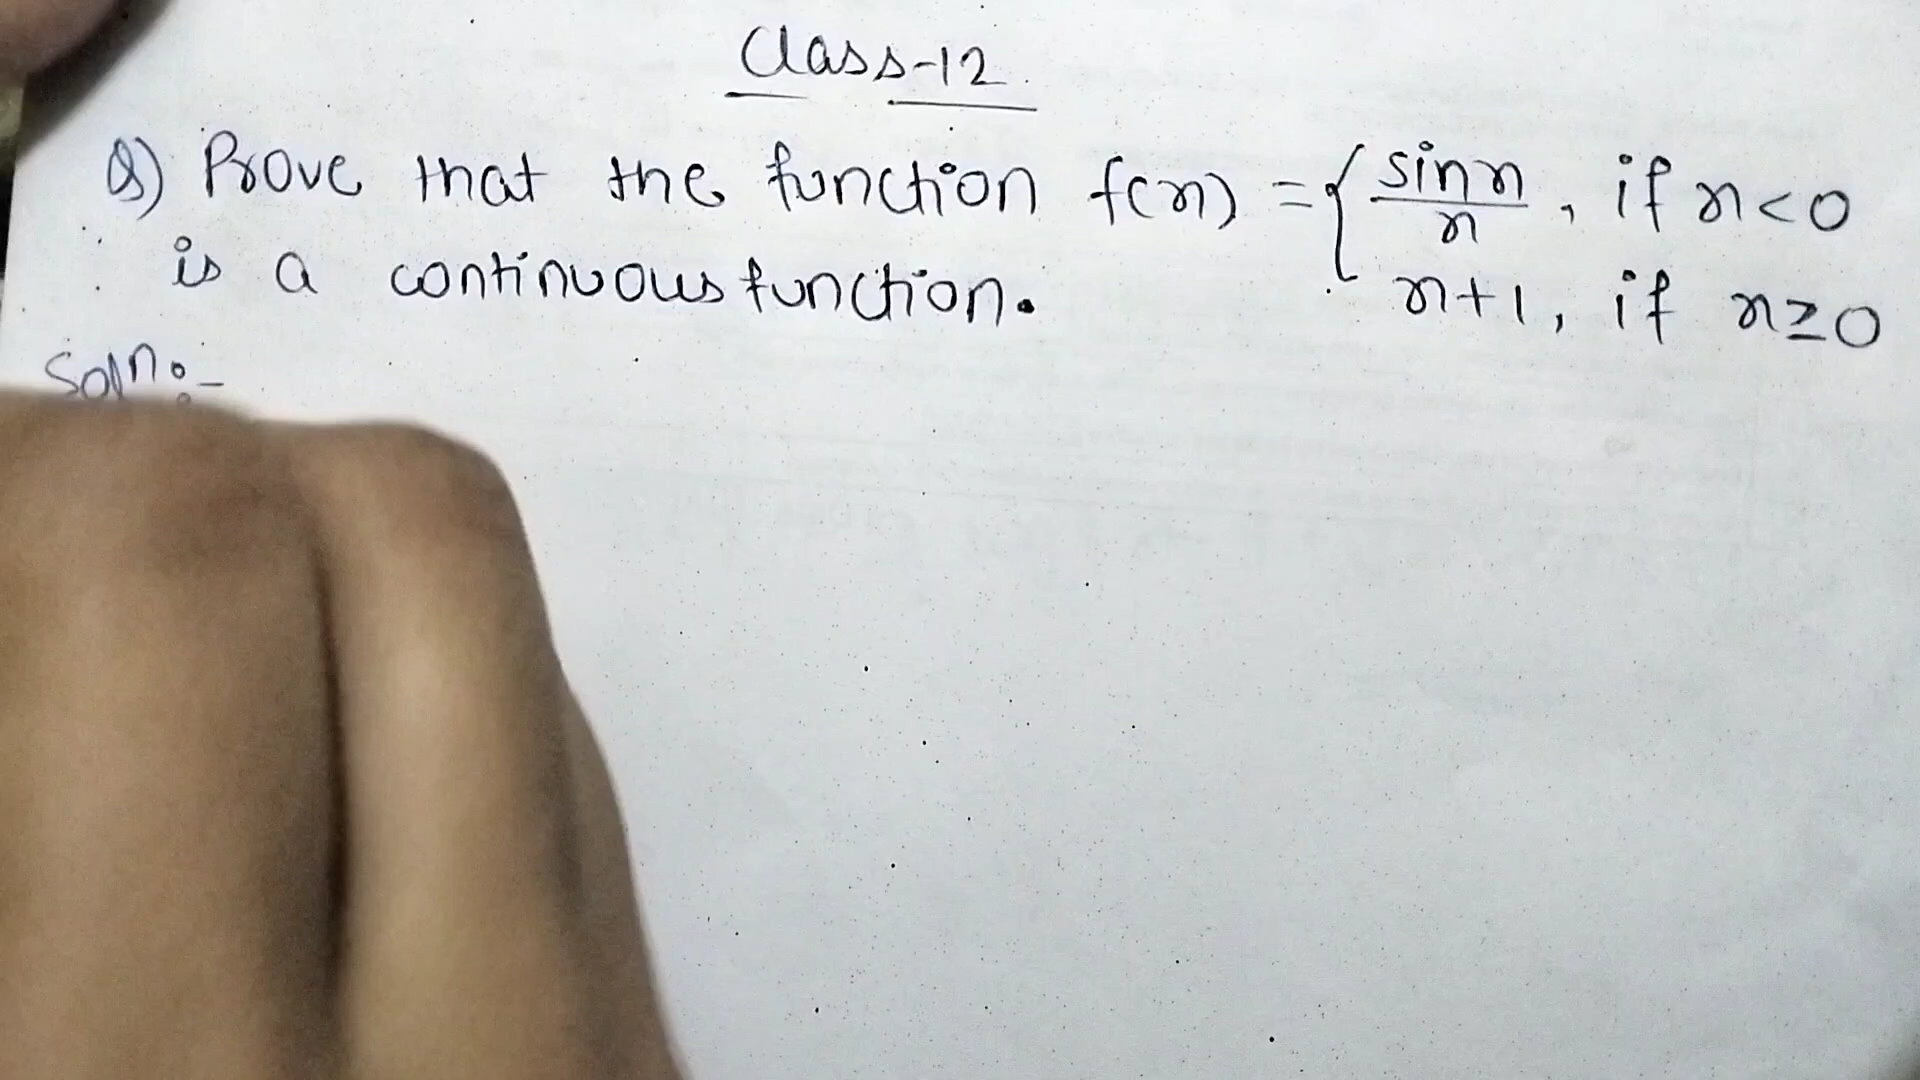 Class-12
Q) Prove that the function f(x) = { sin x / x , if x < 0
is a continuous function. x+1, if x ≥ 0
Soln:-